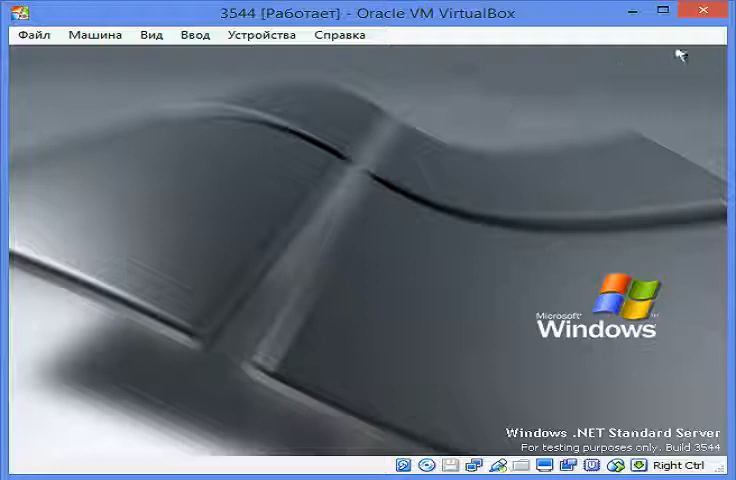 3544 [Работает] - Oracle VM VirtualBox
Файл Машина Вид Ввод Устройства Справка
Microsoft
Windows
Windows .NET Standard Server
For testing purposes only. Build 3544
Right Ctrl